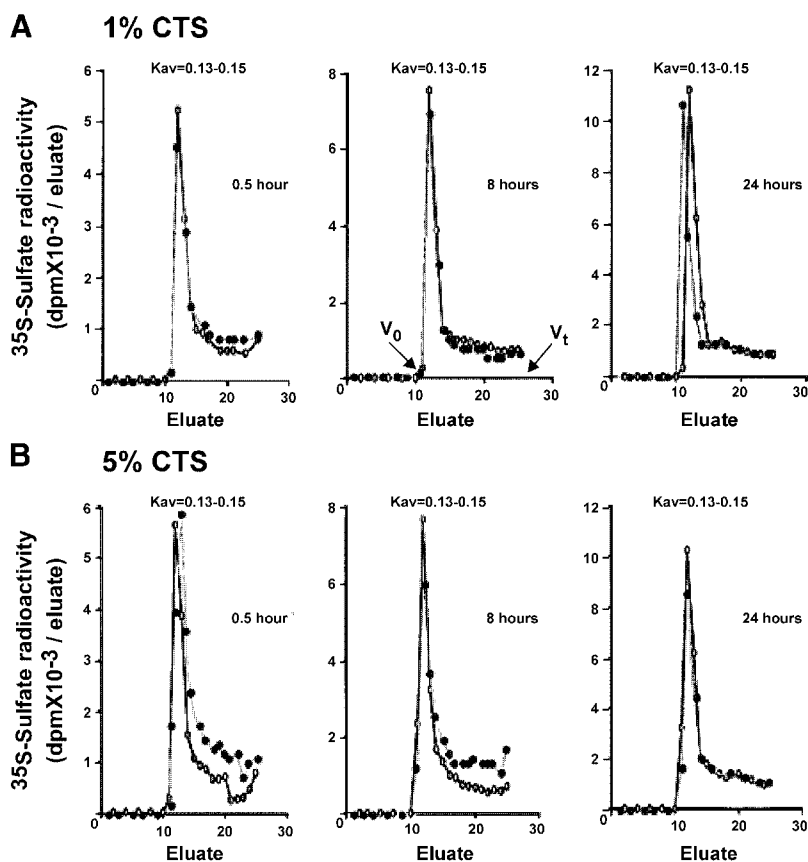 A 1% CTS
35S-Sulfate radioactivity
(dpmX10-3 / eluate)
Kav=0.13-0.15
6
5
4
3
2
1
0
0.5 hour
0 10 20 30
Eluate
Kav=0.13-0.15
8
6
4
2
0
8 hours
V0
Vt
0 10 20 30
Eluate
Kav=0.13-0.15
12
10
8
6
4
2
0
24 hours
0 10 20 30
Eluate
B 5% CTS
35S-Sulfate radioactivity
(dpmX10-3 / eluate)
Kav=0.13-0.15
6
5
4
3
2
1
0
0.5 hour
0 10 20 30
Eluate
Kav=0.13-0.15
8
6
4
2
0
8 hours
0 10 20 30
Eluate
Kav=0.13-0.15
12
10
8
6
4
2
0
24 hours
0 10 20 30
Eluate